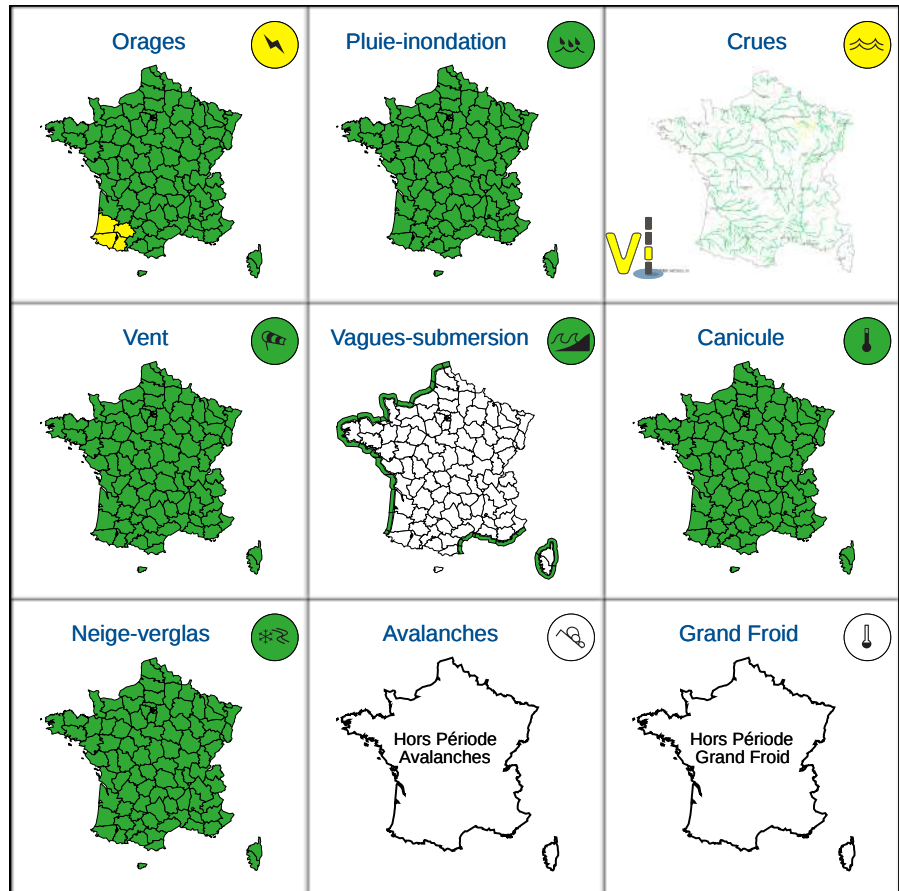 Orages
Pluie-inondation
Crues
Vi
Vent
Vagues-submersion
Canicule
Neige-verglas
Avalanches
Grand Froid
Hors Période
Avalanches
Hors Période
Grand Froid